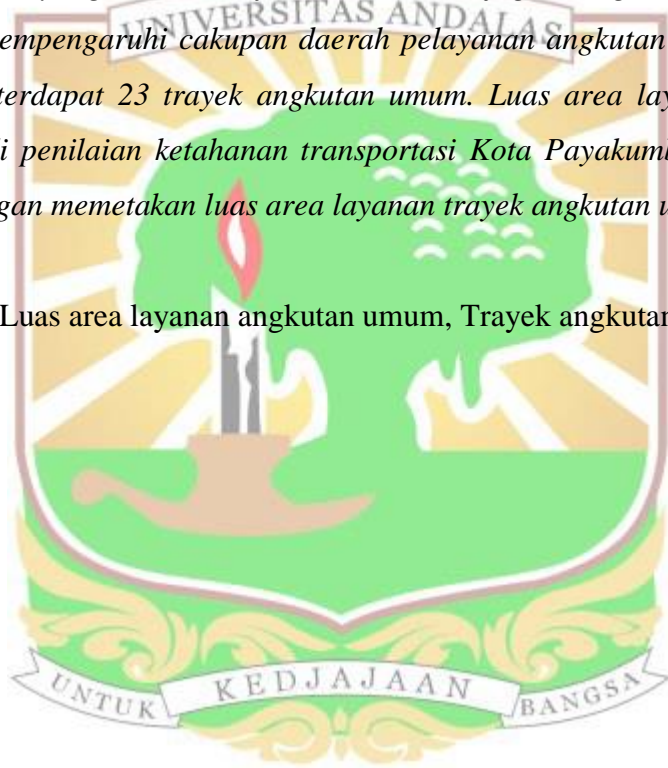 UNIVERSITAS ANDALAS
empengaruhi cakupan daerah pelayanan angkutan
terdapat 23 trayek angkutan umum. Luas area lay
i penilaian ketahanan transportasi Kota Payakum
gan memetakan luas area layanan trayek angkutan u
Luas area layanan angkutan umum, Trayek angkutan
UNTUK KEDJAJAAN BANGSA